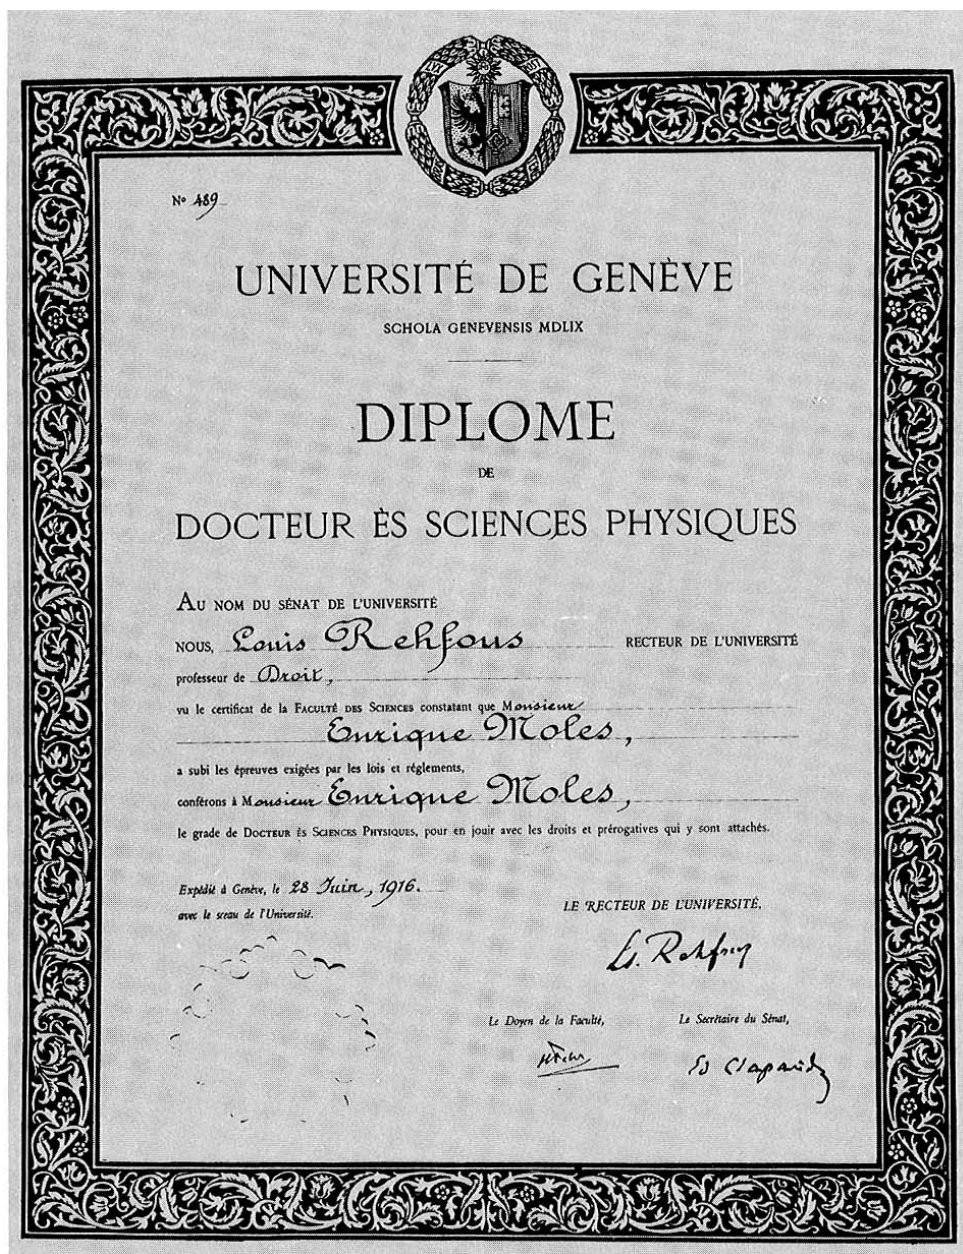 Nº 489
UNIVERSITÉ DE GENÈVE
SCHOLA GENEVENSIS MDLIX
DIPLOME
DE
DOCTEUR ÈS SCIENCES PHYSIQUES
AU NOM DU SÉNAT DE L'UNIVERSITÉ
NOUS, Louis Rehfous RECTEUR DE L'UNIVERSITÉ
professeur de Droit,
vu le certificat de la FACULTÉ DES SCIENCES constatant que Monsieur
Enrique Moles,
a subi les épreuves exigées par les lois et réglements,
conférons à Monsieur Enrique Moles,
le grade de DOCTEUR ÈS SCIENCES PHYSIQUES, pour en jouir avec les droits et prérogatives qui y sont attachés.
Expédié à Genève, le 28 Juin, 1916.
avec le sceau de l'Université.
LE RECTEUR DE L'UNIVERSITÉ,
Ls. Rehfous
Le Doyen de la Faculté,
Le Secrétaire du Sénat,
Ed Claparède